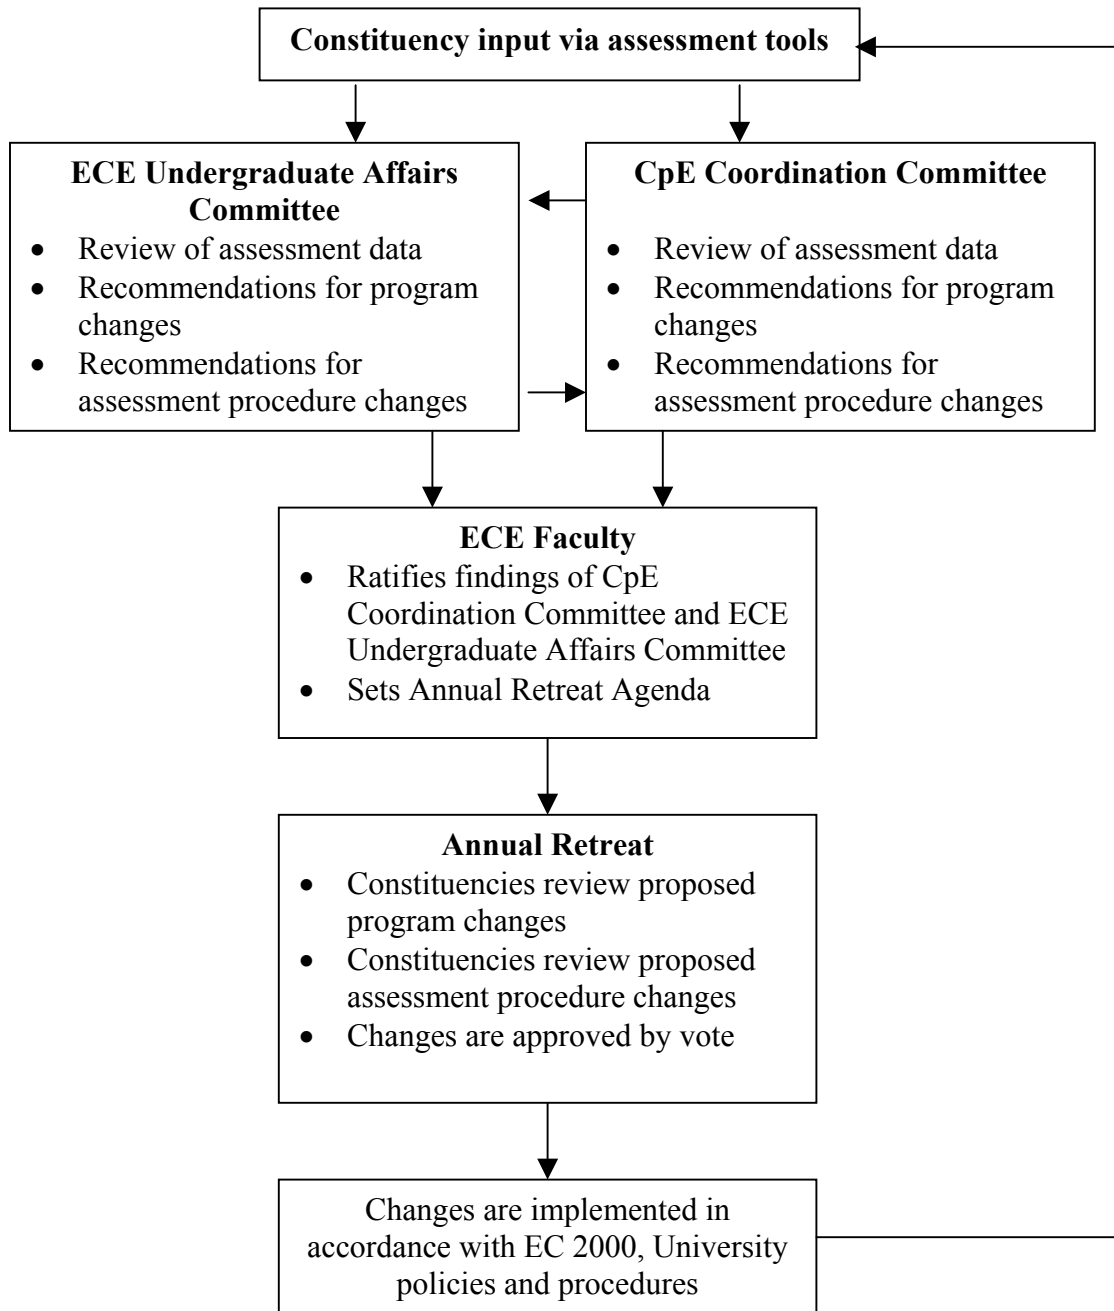 Constituency input via assessment tools
ECE Undergraduate Affairs
Committee
• Review of assessment data
• Recommendations for program
changes
• Recommendations for
assessment procedure changes
CpE Coordination Committee
• Review of assessment data
• Recommendations for program
changes
• Recommendations for
assessment procedure changes
ECE Faculty
• Ratifies findings of CpE
Coordination Committee and ECE
Undergraduate Affairs Committee
• Sets Annual Retreat Agenda
Annual Retreat
• Constituencies review proposed
program changes
• Constituencies review proposed
assessment procedure changes
• Changes are approved by vote
Changes are implemented in
accordance with EC 2000, University
policies and procedures